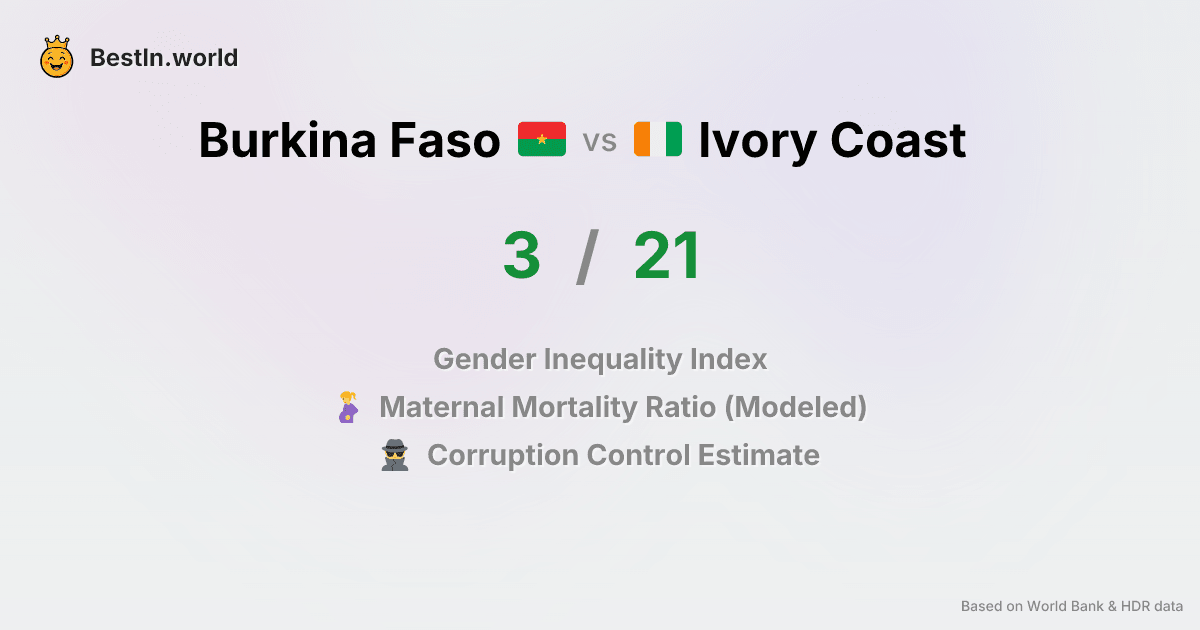 BestIn.world
Burkina Faso vs Ivory Coast
3 / 21
Gender Inequality Index
Maternal Mortality Ratio (Modeled)
Corruption Control Estimate
Based on World Bank & HDR data